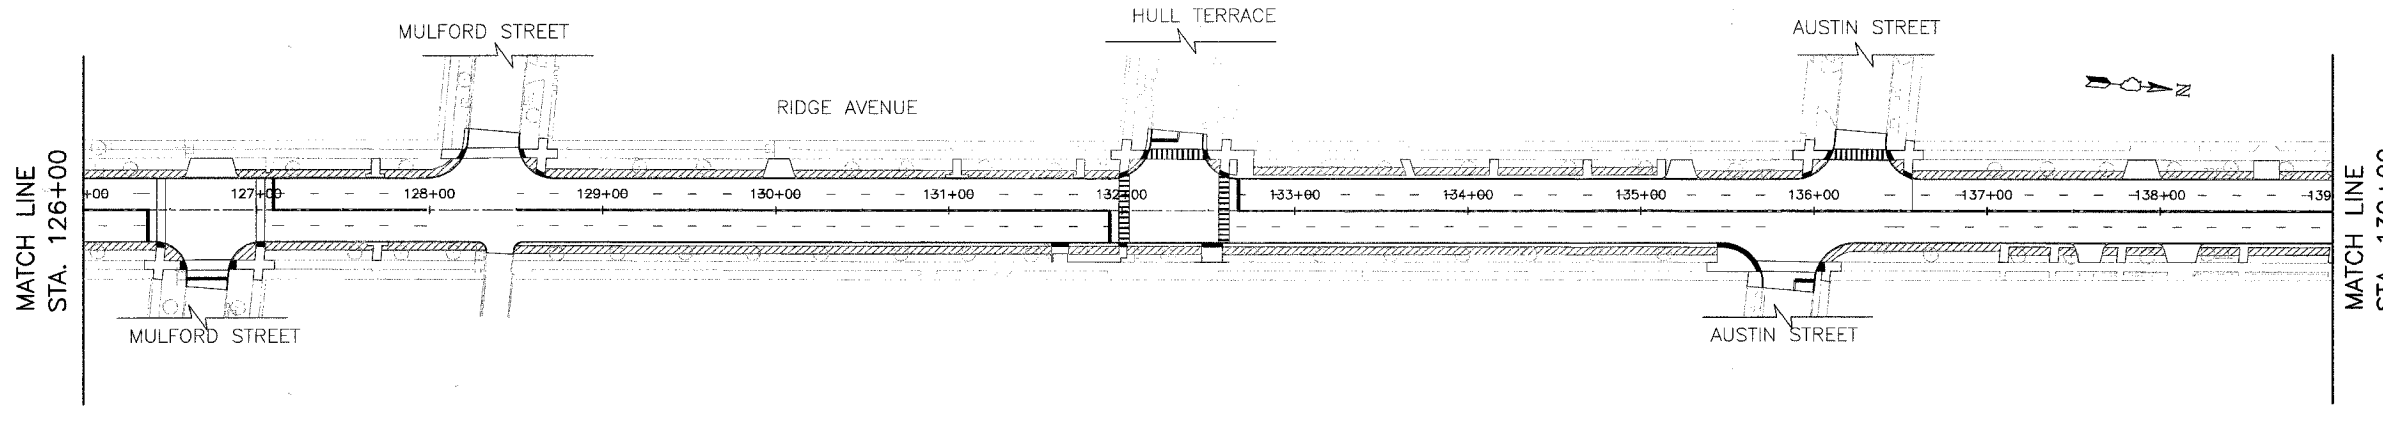 HULL TERRACE
MULFORD STREET
AUSTIN STREET
RIDGE AVENUE
N
MATCH LINE
STA. 126+00
+00
127+00
128+00
129+00
130+00
131+00
132+00
133+00
134+00
135+00
136+00
137+00
138+00
139
MATCH LINE
MULFORD STREET
AUSTIN STREET